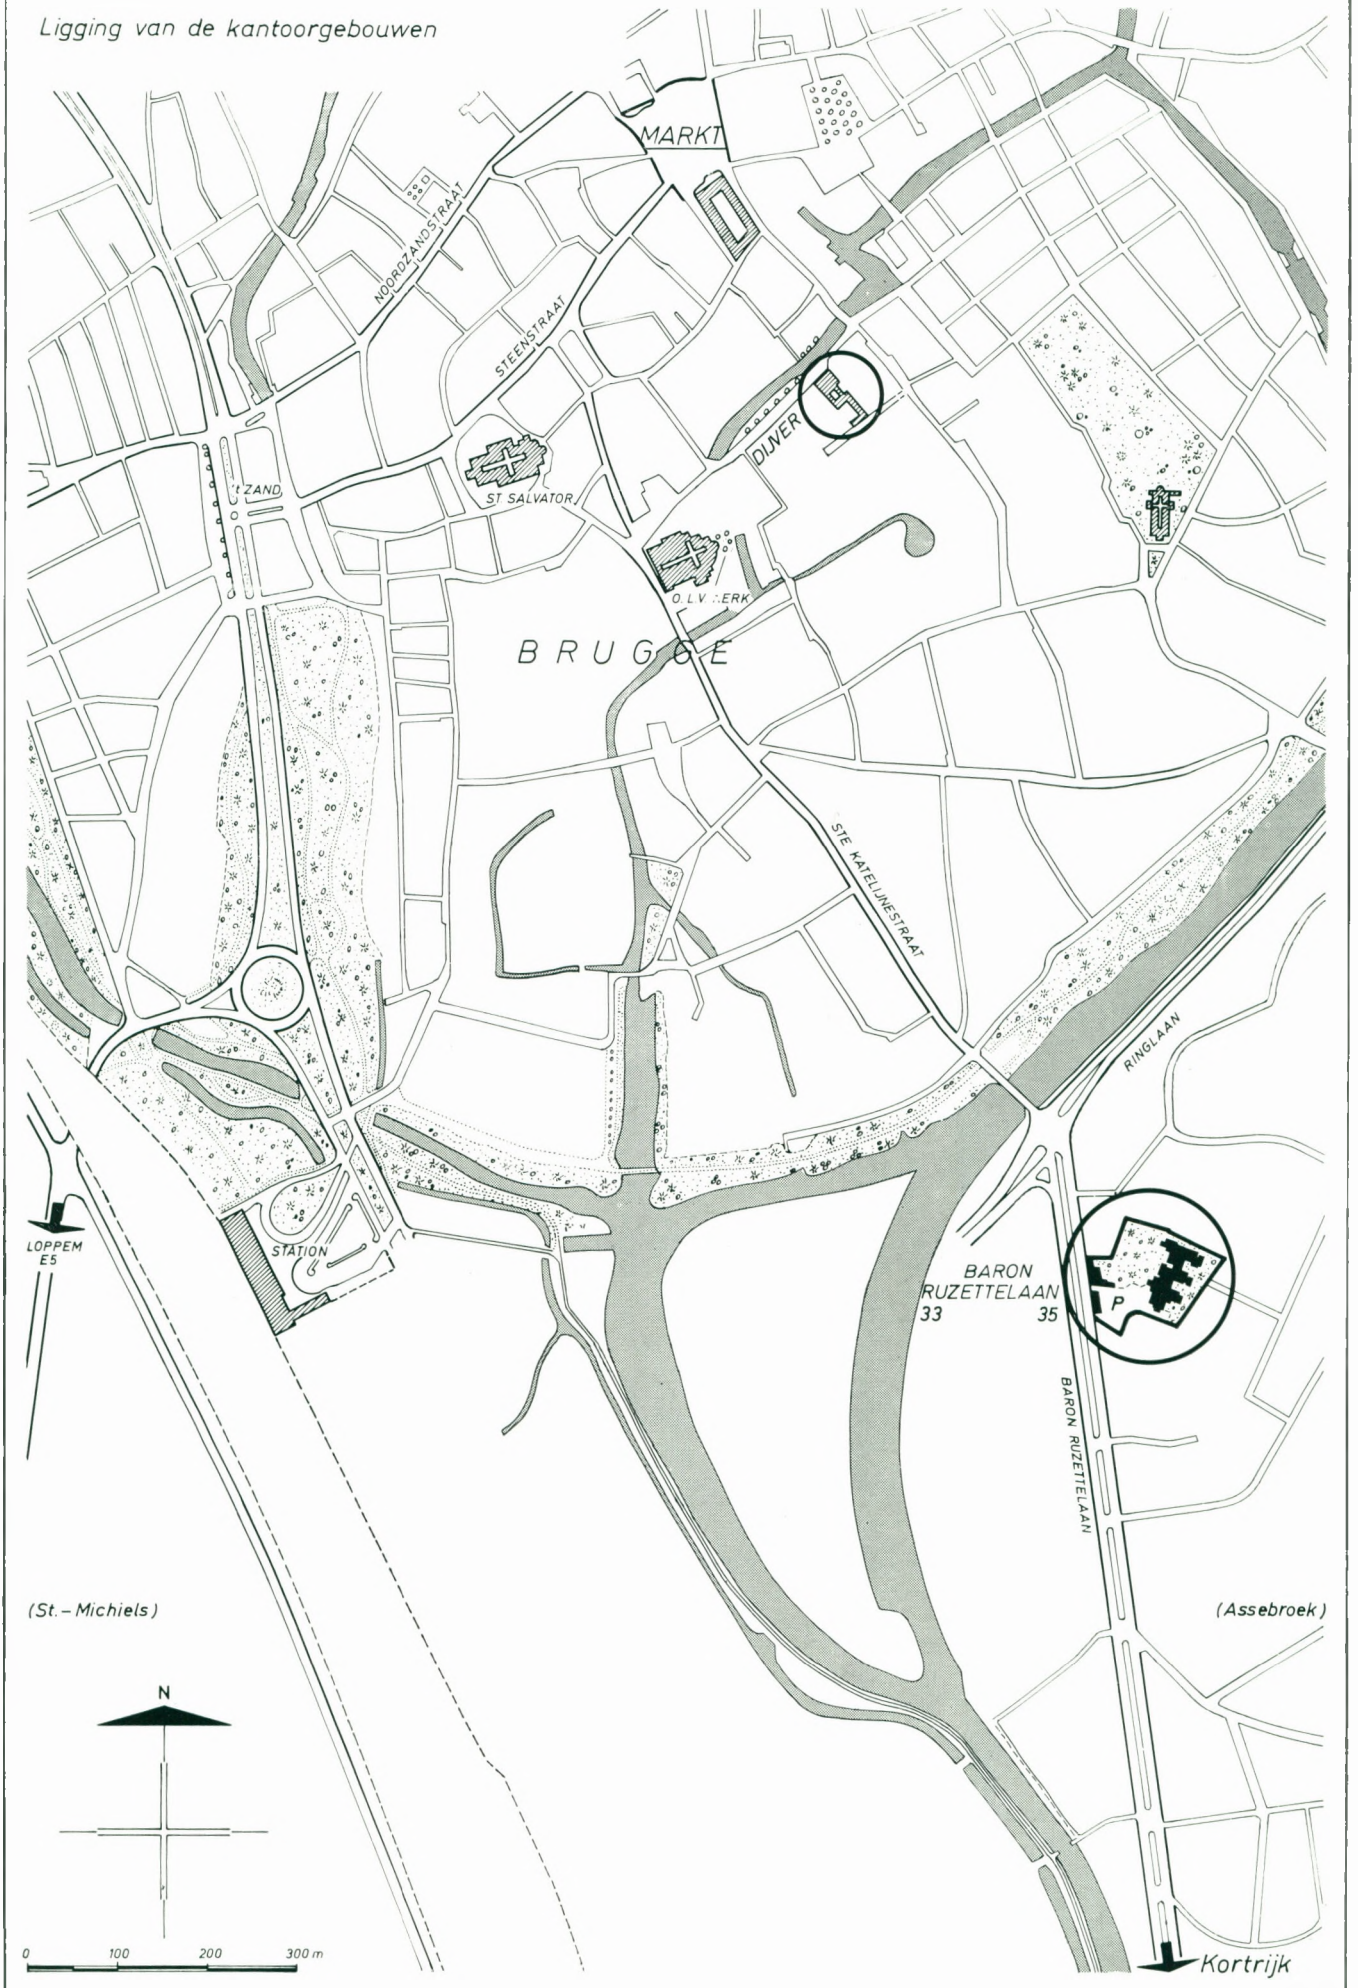 Ligging van de kantoorgebouwen
MARKT
NOORDZANDSTRAAT
STEENSTRAAT
DIJVER
't ZAND
ST SALVATOR
O.L.V.
BRUGGE
STE KATELIJNESTRAAT
RINGLAAN
LOPPEM
E5
STATION
BARON
RUZETTELAAN
33 35
P
BARON RUZETTELAAN
(St.-Michiels)
(Assebroek)
N
0 100 200 300 m
Kortrijk